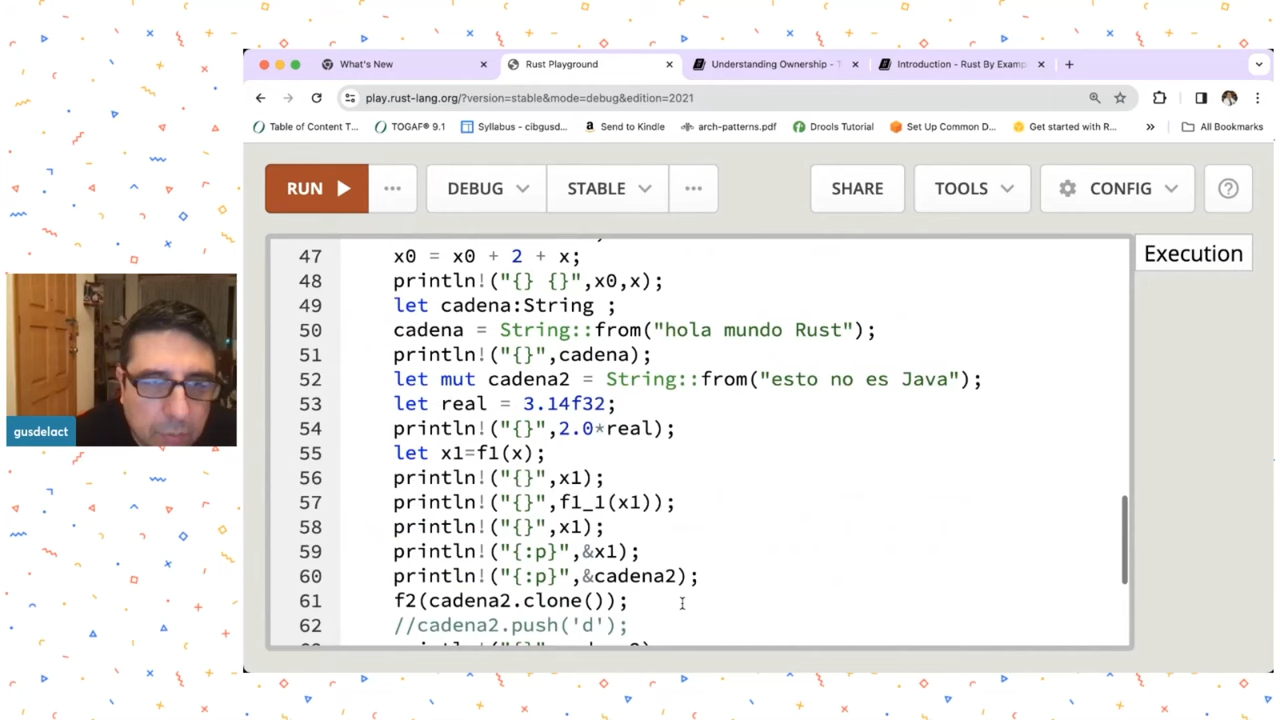 What's New
Rust Playground
Understanding Ownership - T
Introduction - Rust By Examp
play.rust-lang.org/?version=stable&mode=debug&edition=2021
Table of Content T...
TOGAF® 9.1
Syllabus - cibgusd...
Send to Kindle
arch-patterns.pdf
Drools Tutorial
Set Up Common D...
Get started with R...
»
All Bookmarks
RUN
...
DEBUG
STABLE
...
SHARE
TOOLS
CONFIG
?
Execution
47 x0 = x0 + 2 + x;
48 println!("{} {}",x0,x);
49 let cadena:String ;
50 cadena = String::from("hola mundo Rust");
51 println!("{}",cadena);
52 let mut cadena2 = String::from("esto no es Java");
53 let real = 3.14f32;
54 println!("{}",2.0*real);
55 let x1=f1(x);
56 println!("{}",x1);
57 println!("{}",f1_1(x1));
58 println!("{}",x1);
59 println!("{:p}",&x1);
60 println!("{:p}",&cadena2);
61 f2(cadena2.clone());
62 //cadena2.push('d');
gusdelact